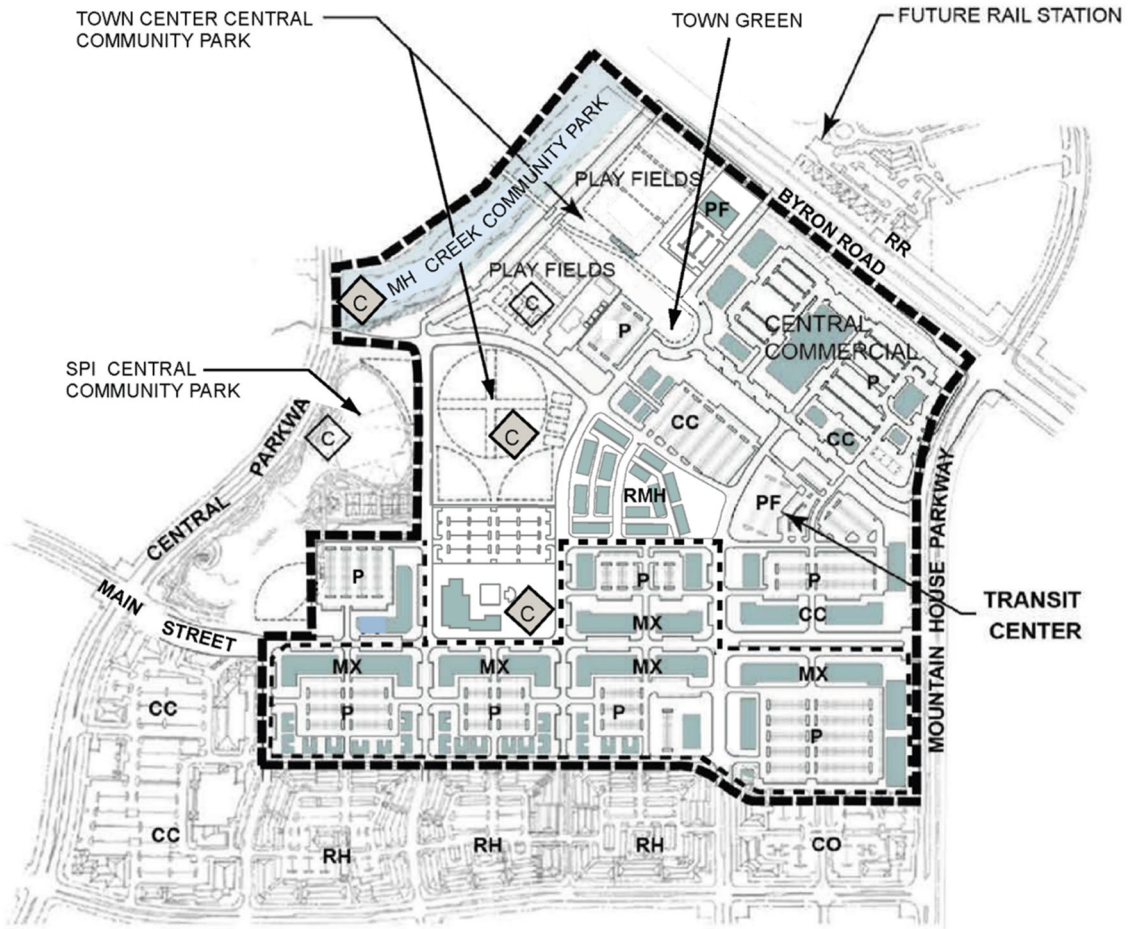 TOWN CENTER CENTRAL
COMMUNITY PARK
TOWN GREEN
FUTURE RAIL STATION
MH CREEK COMMUNITY PARK
PLAY FIELDS
PF
BYRON ROAD
RR
PLAY FIELDS
C
C
P
CENTRAL
COMMERCIAL
SPI CENTRAL
COMMUNITY PARK
P
C
C
CC
CC
PARKWA
CENTRAL
RMH
PF
MOUNTAIN HOUSE PARKWAY
MAIN
STREET
P
P
P
C
MX
CC
TRANSIT
CENTER
MX
MX
MX
MX
CC
P
P
P
P
CC
RH
RH
RH
CO